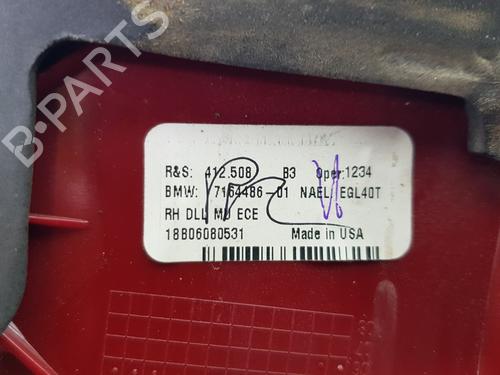 B-PARTS
R&S: 412.508 B3 Oper:1234
BMW: 7164486-01 NAEL EGL40T
RH DLL MU ECE
18B06080531 Made in USA